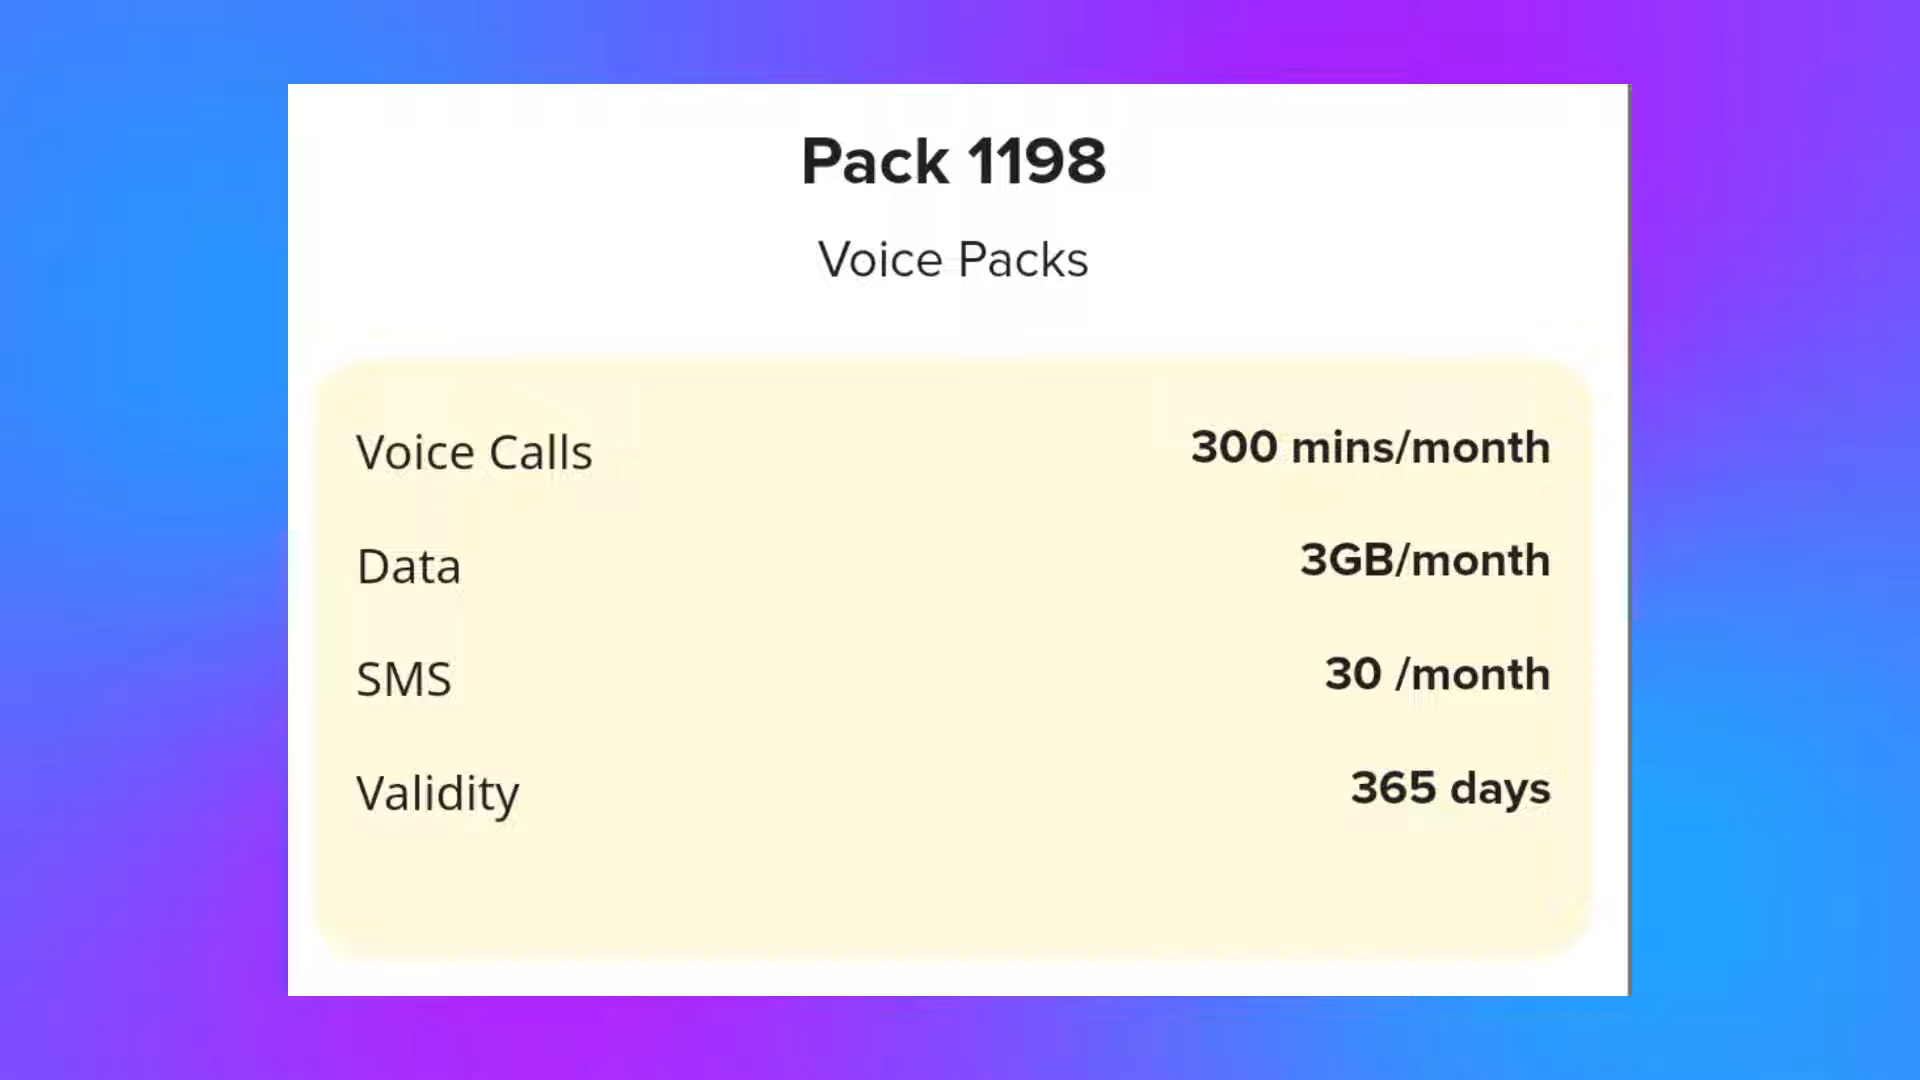 Pack 1198
Voice Packs
Voice Calls 300 mins/month
Data 3GB/month
SMS 30 /month
Validity 365 days